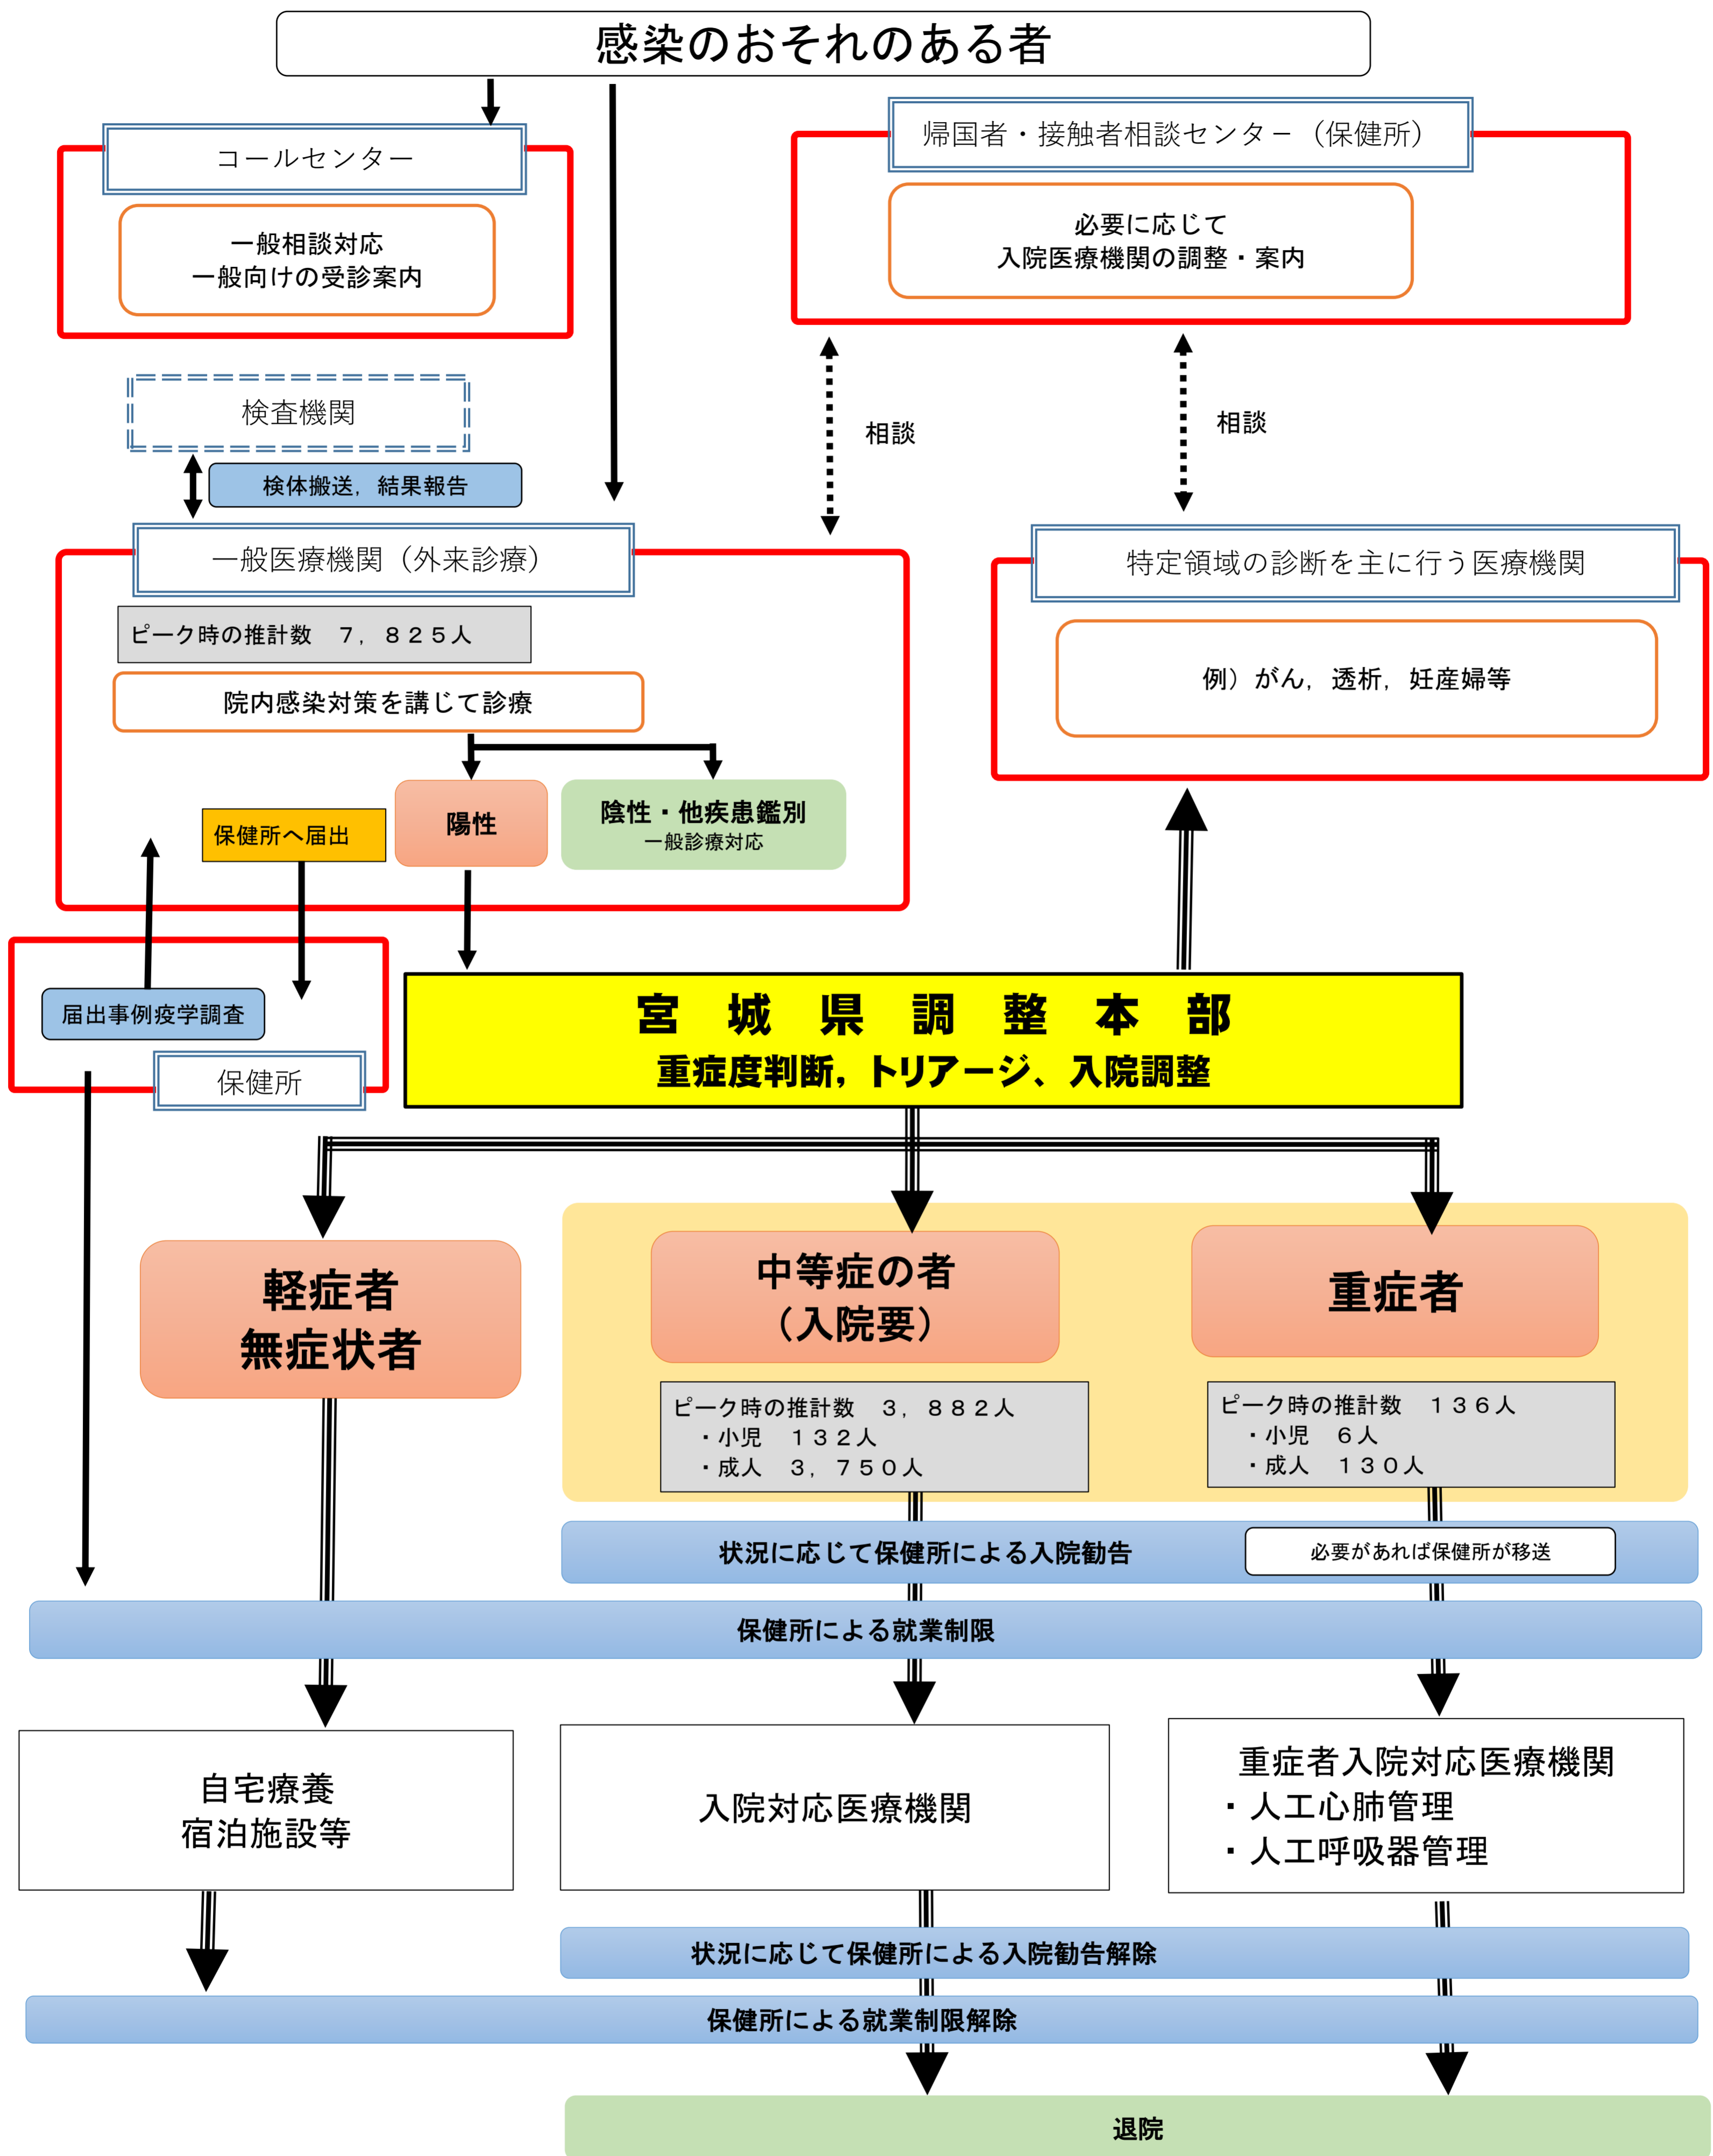 感染のおそれのある者
コールセンター
一般相談対応
一般向けの受診案内
帰国者・接触者相談センター（保健所）
必要に応じて
入院医療機関の調整・案内
検査機関
検体搬送，結果報告
相談
相談
一般医療機関（外来診療）
ピーク時の推計数　７，８２５人
院内感染対策を講じて診療
陽性
陰性・他疾患鑑別
一般診療対応
保健所へ届出
特定領域の診断を主に行う医療機関
例）がん，透析，妊産婦等
届出事例疫学調査
保健所
宮城県調整本部
重症度判断，トリアージ、入院調整
軽症者
無症状者
中等症の者
（入院要）
ピーク時の推計数　３，８８２人
・小児　１３２人
・成人　３，７５０人
重症者
ピーク時の推計数　１３６人
・小児　６人
・成人　１３０人
状況に応じて保健所による入院勧告
必要があれば保健所が移送
保健所による就業制限
自宅療養
宿泊施設等
入院対応医療機関
重症者入院対応医療機関
・人工心肺管理
・人工呼吸器管理
状況に応じて保健所による入院勧告解除
保健所による就業制限解除
退院